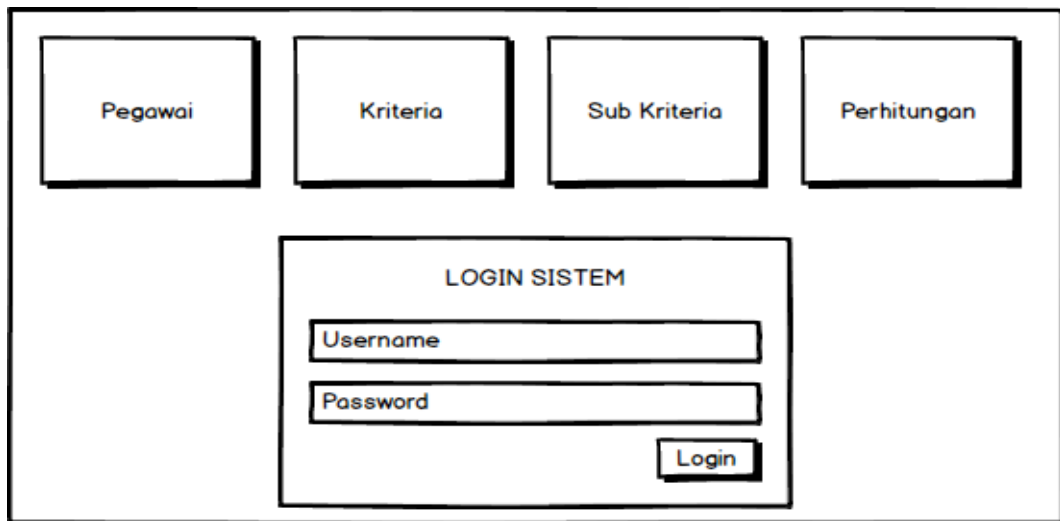 Pegawai
Kriteria
Sub Kriteria
Perhitungan
LOGIN SISTEM
Username
Password
Login